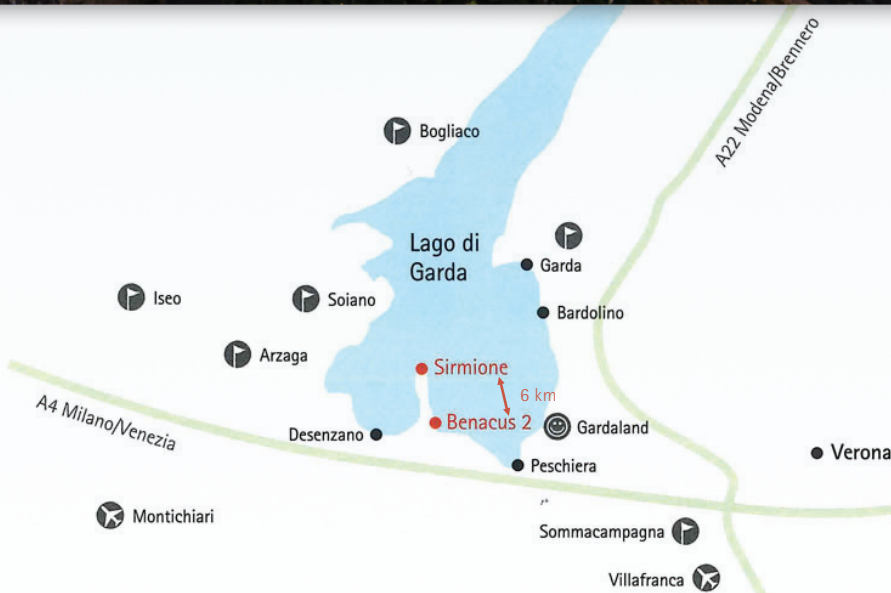 A22 Modena/Brennero
Bogliaco
Lago di
Garda
Garda
Iseo
Soiano
Bardolino
Arzaga
Sirmione
6 km
A4 Milano/Venezia
Benacus 2
Gardaland
Desenzano
Verona
Peschiera
Montichiari
Sommacampagna
Villafranca